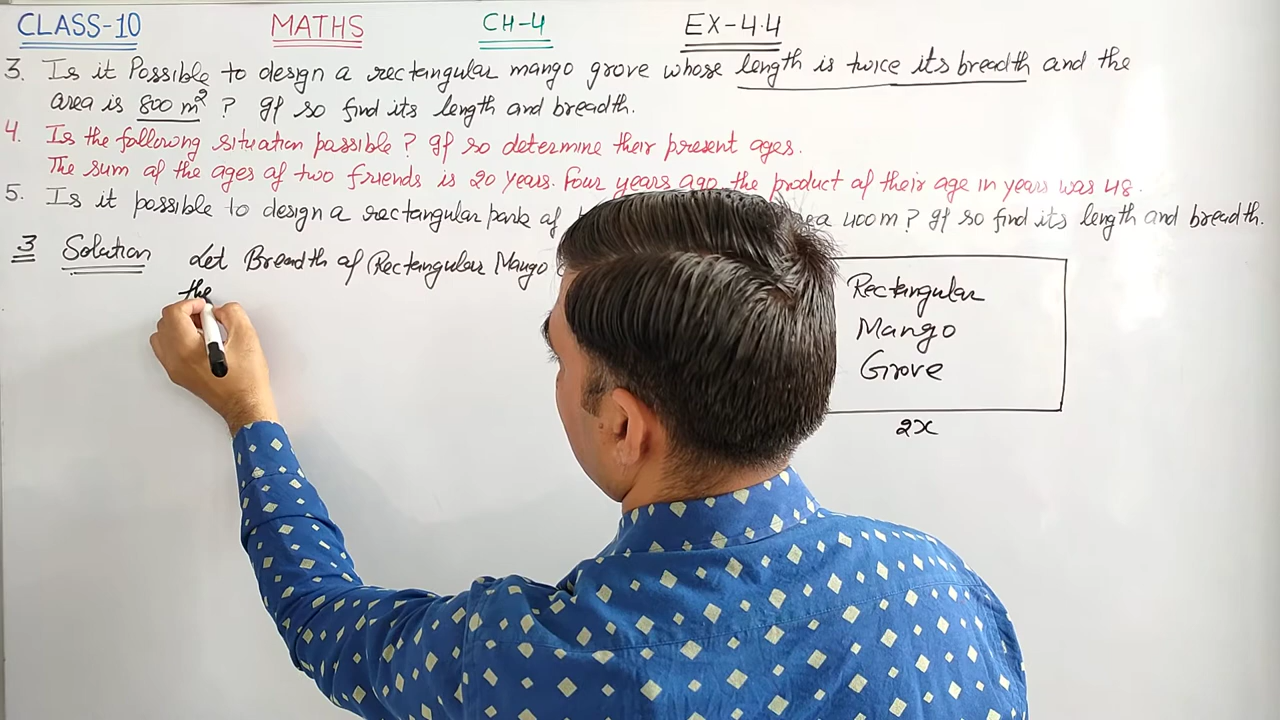 CLASS-10 MATHS CH-4 EX-4.4
3. Is it Possible to design a rectangular mango grove whose length is twice its breadth and the
area is 800 m² ? If so find its length and breadth.
4. Is the following situation possible ? If so determine their present ages.
The sum of the ages of two friends is 20 years. Four years ago, the product of their age in years was 48.
5. Is it possible to design a rectangular park of ea 400m ? If so find its length and breadth.
3 Solution Let Breadth of Rectangular Mango
the
Rectangular
Mango
Grove
2x